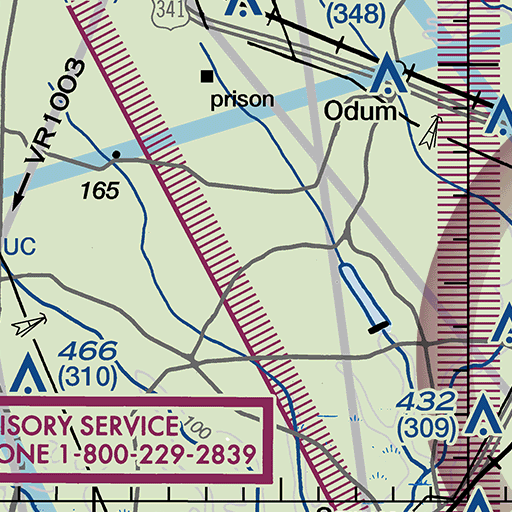 341
(348)
prison
Odum
VR1003
165
UC
466
(310)
432
(309)
ISORY SERVICE
ONE 1-800-229-2839
100